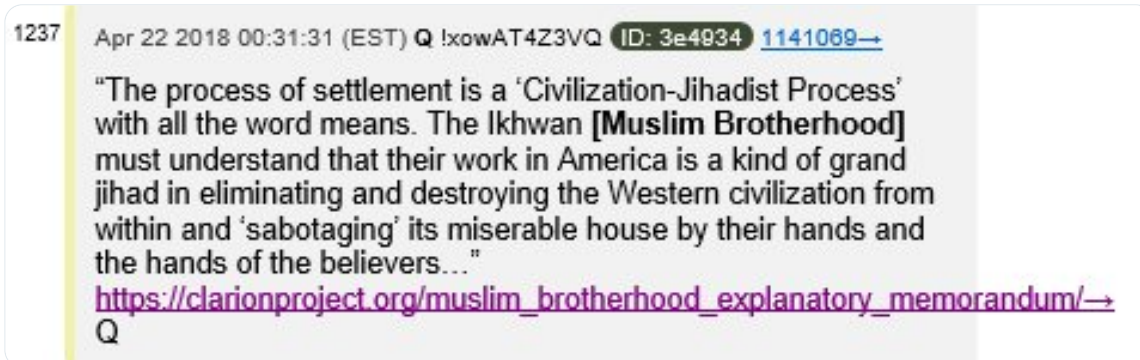 1237
Apr 22 2018 00:31:31 (EST) Q !xowAT4Z3VQ ID: 3e4934 1141069→
“The process of settlement is a ‘Civilization-Jihadist Process’
with all the word means. The Ikhwan [Muslim Brotherhood]
must understand that their work in America is a kind of grand
jihad in eliminating and destroying the Western civilization from
within and ‘sabotaging’ its miserable house by their hands and
the hands of the believers…”
https://clarionproject.org/muslim_brotherhood_explanatory_memorandum/→
Q